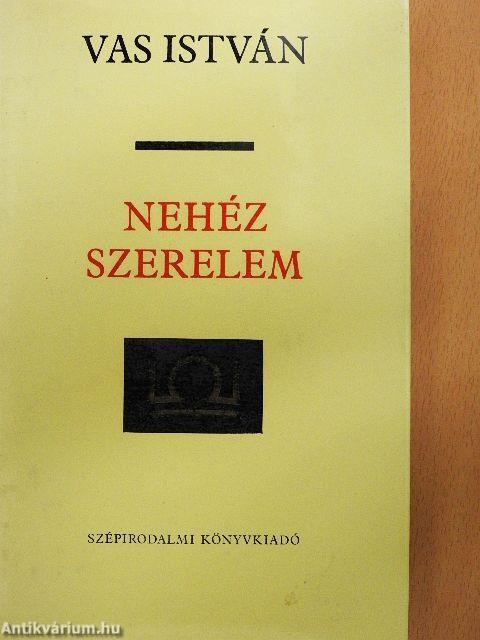 VAS ISTVÁN
NEHÉZ
SZERELEM
SZÉPIRODALMI KÖNYVKIADÓ
Antikvárium.hu